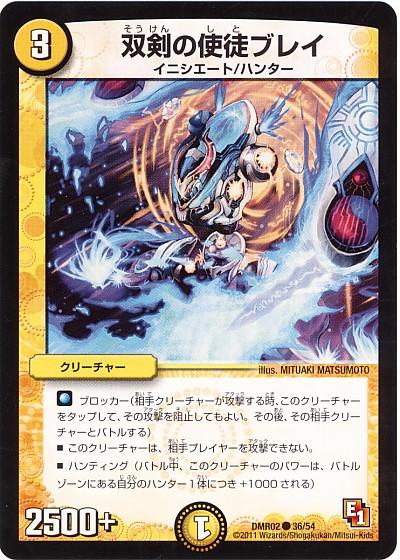 3
そうけん しと
双剣の使徒ブレイ
イニシエート/ハンター
クリーチャー
illus. MITUAKI MATSUMOTO
ブロッカー(相手クリーチャーが攻撃する時、このクリーチャー
をタップして、その攻撃を阻止してもよい。その後、その相手クリー
チャーとバトルする)
■ このクリーチャーは、相手プレイヤーを攻撃できない。
■ ハンティング (バトル中、このクリーチャーのパワーは、バトル
ゾーンにある自分のハンター1体につき+1000される)
2500+
1
DMR02 ● 36/54
E1
©2011 Wizards/Shogakukan/Mitsui-Kids